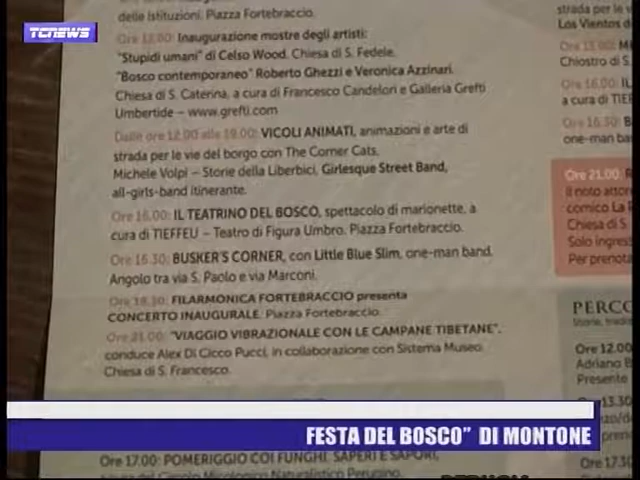 TCNEWS
delle Istituzioni. Piazza Fortebraccio.
Inaugurazione mostre degli artisti:
"Stupidi umani" di Celso Wood. Chiesa di S. Fedele.
"Bosco contemporaneo" Roberto Ghezzi e Veronica Azzinari.
Chiesa di S. Caterina, a cura di Francesco Candelori e Galleria Grefti
Umbertide – www.grefti.com
Dalle ore 12.00 alle 19.00: VICOLI ANIMATI, animazioni e arte di
strada per le vie del borgo con The Corner Cats,
Michele Volpi – Storie della Liberbici, Girlesque Street Band,
all-girls-band itinerante.
Ore 16.00: IL TEATRINO DEL BOSCO, spettacolo di marionette, a
cura di TIEFFEU – Teatro di Figura Umbro. Piazza Fortebraccio.
Ore 16.30: BUSKER'S CORNER, con Little Blue Slim, one-man band.
Angolo tra via S. Paolo e via Marconi.
Ore 18.30: FILARMONICA FORTEBRACCIO presenta
CONCERTO INAUGURALE. Piazza Fortebraccio.
Ore 21.00: "VIAGGIO VIBRAZIONALE CON LE CAMPANE TIBETANE",
conduce Alex Di Cicco Pucci, in collaborazione con Sistema Museo.
Chiesa di S. Francesco.
Ore 17.00: POMERIGGIO COI FUNGHI, SAPERI E SAPORI,
strada per le
Los Vientos d
Chiostro di S
Ore 16.00: IL
a cura di TIEF
Ore 16.30: B
one-man ba
Ore 21.00:
Il noto attor
comico La
Chiesa di S
Solo ingres
Per prenota
PERCO
Ore 12.00
Adriano B
Presente
FESTA DEL BOSCO" DI MONTONE